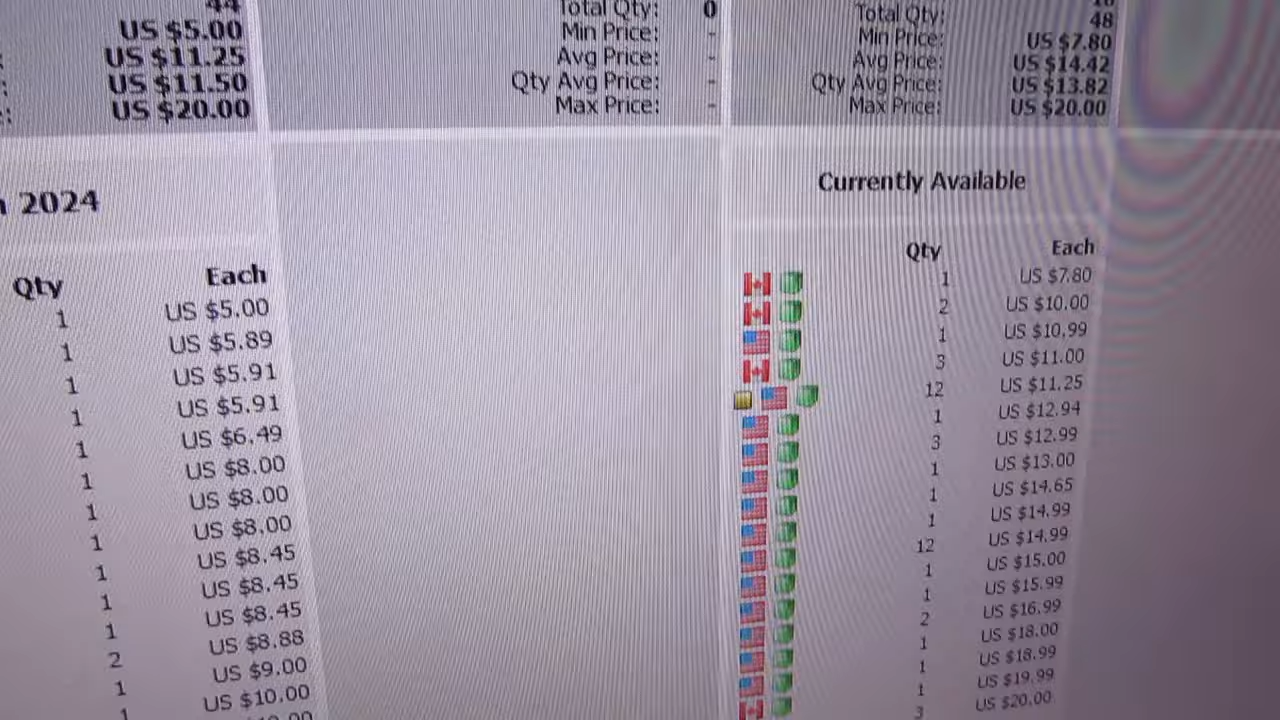 44
US $5.00
US $11.25
US $11.50
US $20.00
Total Qty: 0
Min Price: -
Avg Price: -
Qty Avg Price: -
Max Price: -
Total Qty: 48
Min Price: US $7.80
Avg Price: US $14.42
Qty Avg Price: US $13.82
Max Price: US $20.00
2024
Qty Each
1 US $5.00
1 US $5.89
1 US $5.91
1 US $5.91
1 US $6.49
1 US $8.00
1 US $8.00
1 US $8.00
1 US $8.45
1 US $8.45
1 US $8.45
2 US $8.88
1 US $9.00
1 US $10.00
Currently Available
Qty Each
1 US $7.80
2 US $10.00
1 US $10.99
3 US $11.00
12 US $11.25
1 US $12.94
3 US $12.99
1 US $13.00
1 US $14.65
1 US $14.99
12 US $14.99
1 US $15.00
1 US $15.99
2 US $16.99
1 US $18.00
1 US $18.99
1 US $19.99
3 US $20.00